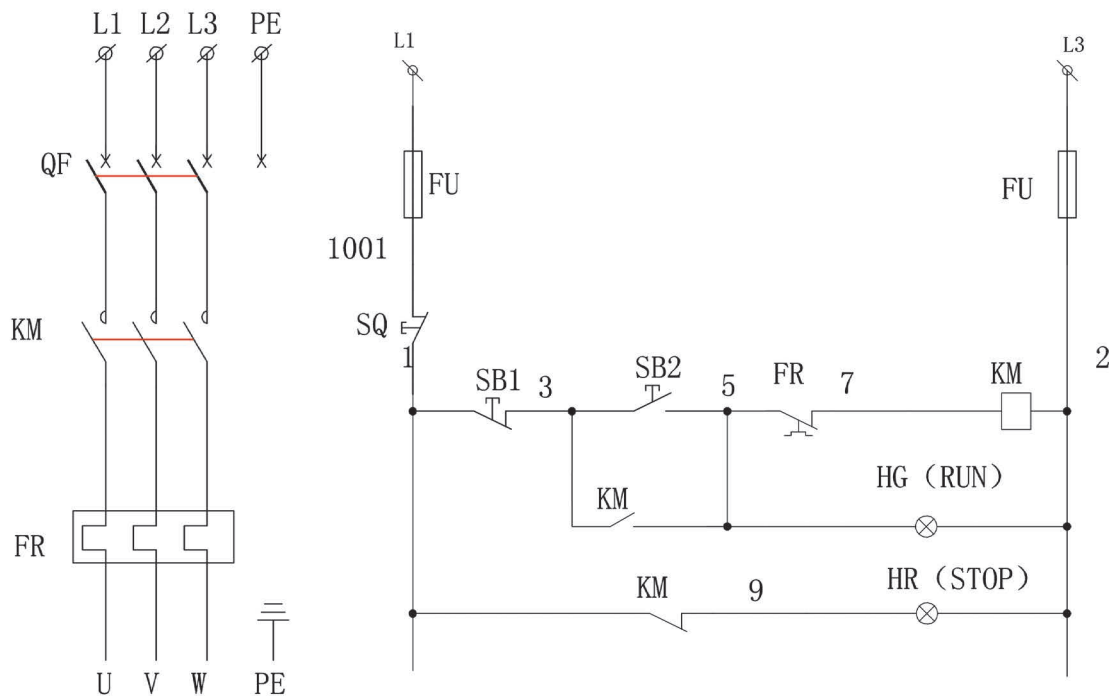 L1 L2 L3 PE
QF
KM
FR
U V W PE
L1
L3
FU
FU
1001
SQ
1
2
SB1
3
SB2
5
FR
7
KM
KM
HG (RUN)
KM
9
HR (STOP)